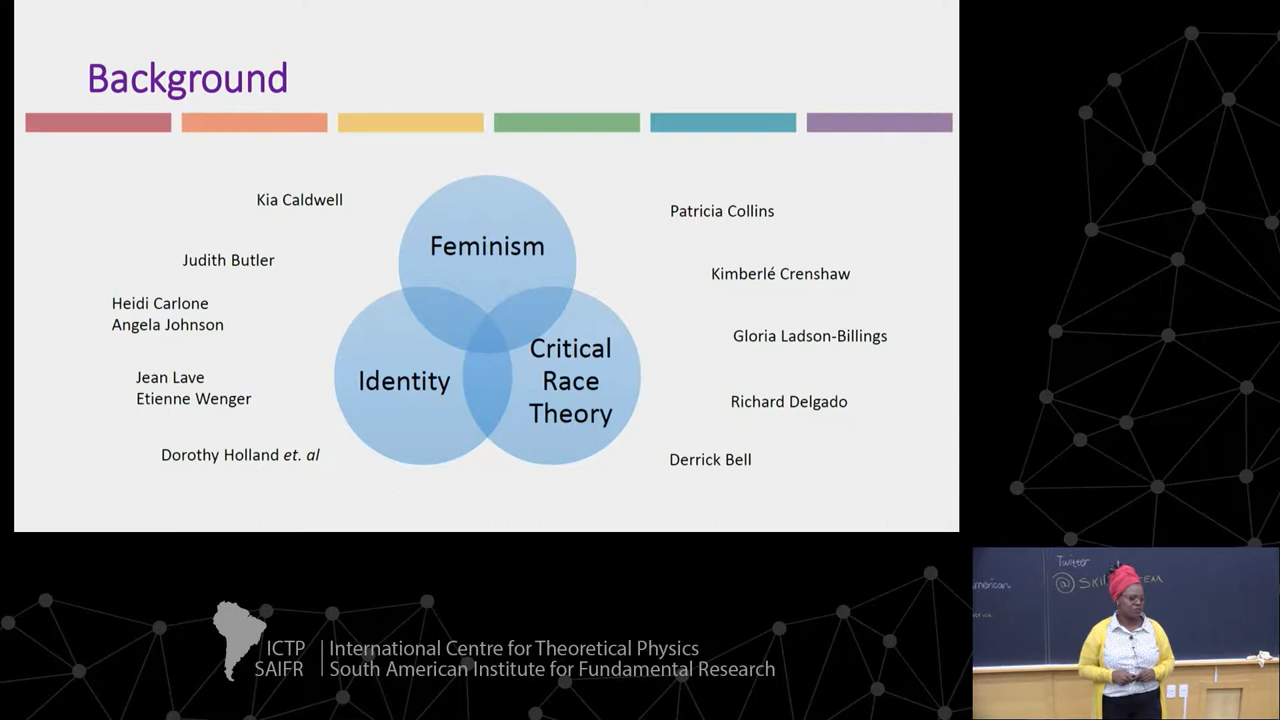 Background
Kia Caldwell
Patricia Collins
Feminism
Judith Butler
Kimberlé Crenshaw
Heidi Carlone
Angela Johnson
Gloria Ladson-Billings
Critical
Race
Theory
Identity
Jean Lave
Etienne Wenger
Richard Delgado
Dorothy Holland et. al
Derrick Bell
Twitter
ICTP
SAIFR
International Centre for Theoretical Physics
South American Institute for Fundamental Research